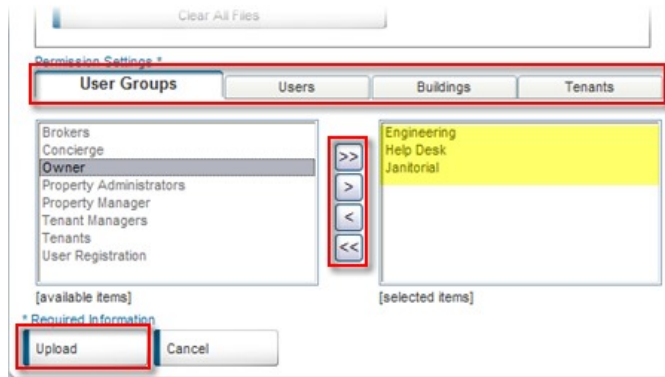 Clear All Files
Permission Settings *
User Groups Users Buildings Tenants
Brokers
Concierge
Owner
Property Administrators
Property Manager
Tenant Managers
Tenants
User Registration
>>
>
<
<<
Engineering
Help Desk
Janitorial
[available items] [selected items]
* Required Information
Upload Cancel